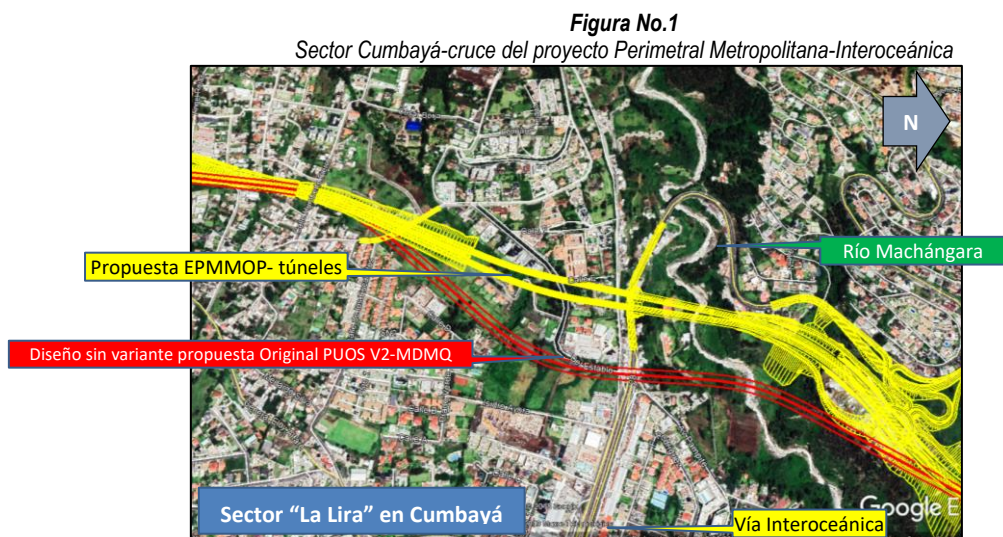 Figura No.1
Sector Cumbayá-cruce del proyecto Perimetral Metropolitana-Interoceánica
N
Río Machángara
Propuesta EPMMOP- túneles
Diseño sin variante propuesta Original PUOS V2-MDMQ
Google E
Sector "La Lira" en Cumbayá
Vía Interoceánica